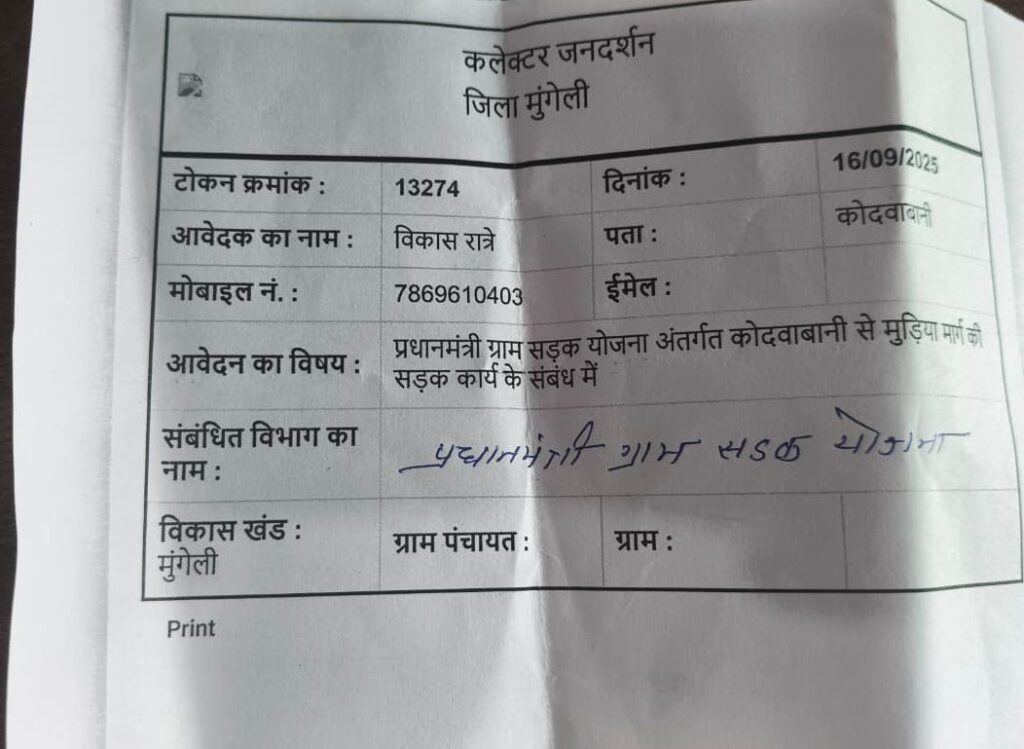 कलेक्टर जनदर्शन
जिला मुंगेली
टोकन क्रमांक : 13274 दिनांक : 16/09/2025
आवेदक का नाम : विकास रात्रे पता : कोदवाबानी
मोबाइल नं. : 7869610403 ईमेल :
आवेदन का विषय : प्रधानमंत्री ग्राम सड़क योजना अंतर्गत कोदवाबानी से मुड़िया मार्ग की
सड़क कार्य के संबंध में
संबंधित विभाग का
नाम : प्रधानमंत्री ग्राम सडक योजना
विकास खंड : ग्राम पंचायत : ग्राम :
मुंगेली
Print